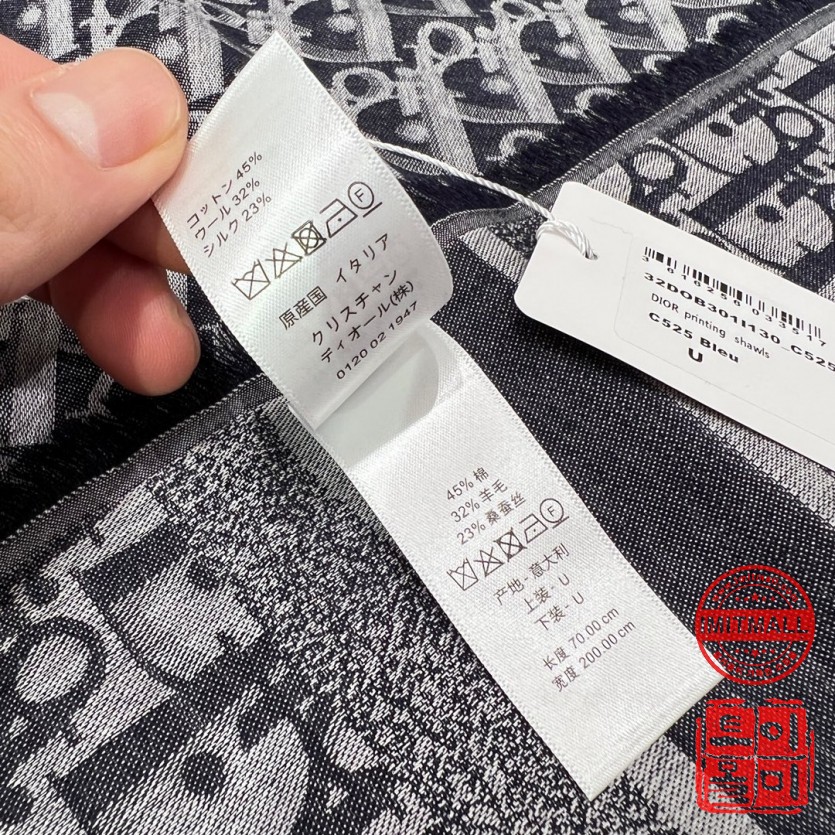 コットン 45%
ウール 32%
シルク 23%
F
原産国 イタリア
クリスチャン
ディオール(株)
0120 02 1947
45% 棉
32% 羊毛
23% 桑蚕丝
F
产地 - 意大利
上装 - U
下装 - U
长度 70.00 cm
宽度 200.00 cm
3 610256 033517
32DOB301I130_C525
DIOR printing shawls
C525 Bleu
U
IMITMALL